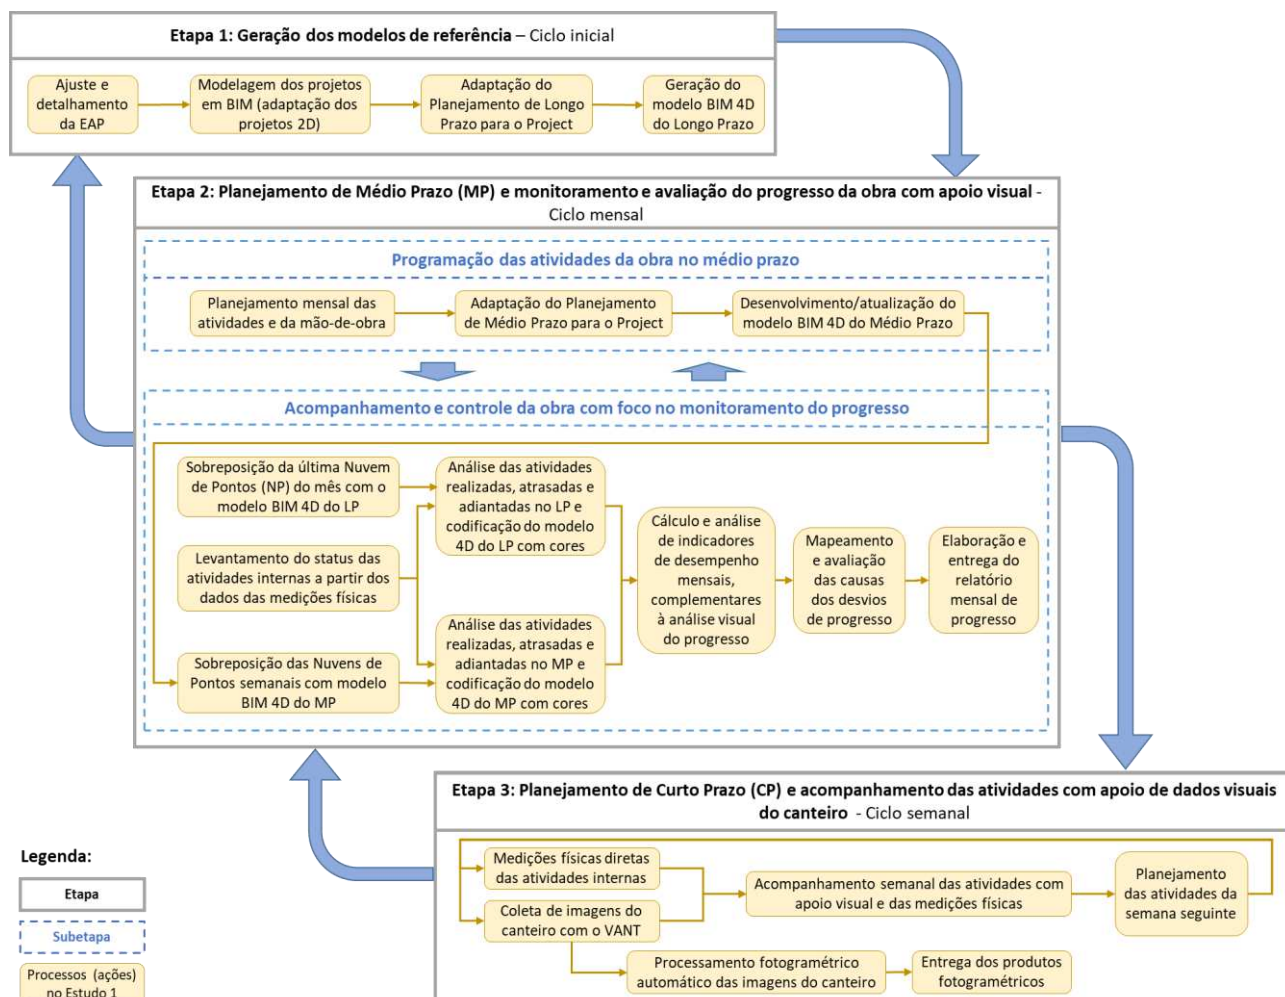 Etapa 1: Geração dos modelos de referência – Ciclo inicial
Ajuste e
detalhamento
da EAP
Modelagem dos projetos
em BIM (adaptação dos
projetos 2D)
Adaptação do
Planejamento de Longo
Prazo para o Project
Geração do
modelo BIM 4D
do Longo Prazo
Etapa 2: Planejamento de Médio Prazo (MP) e monitoramento e avaliação do progresso da obra com apoio visual -
Ciclo mensal
Programação das atividades da obra no médio prazo
Planejamento mensal das
atividades e da mão-de-obra
Adaptação do Planejamento
de Médio Prazo para o Project
Desenvolvimento/atualização do
modelo BIM 4D do Médio Prazo
Acompanhamento e controle da obra com foco no monitoramento do progresso
Sobreposição da última Nuvem
de Pontos (NP) do mês com o
modelo BIM 4D do LP
Levantamento do status das
atividades internas a partir dos
dados das medições físicas
Sobreposição das Nuvens de
Pontos semanais com modelo
BIM 4D do MP
Análise das atividades
realizadas, atrasadas e
adiantadas no LP e
codificação do modelo
4D do LP com cores
Análise das atividades
realizadas, atrasadas e
adiantadas no MP e
codificação do modelo
4D do MP com cores
Cálculo e análise
de indicadores
de desempenho
mensais,
complementares
à análise visual
do progresso
Mapeamento
e avaliação
das causas
dos desvios
de progresso
Elaboração e
entrega do
relatório
mensal de
progresso
Etapa 3: Planejamento de Curto Prazo (CP) e acompanhamento das atividades com apoio de dados visuais
do canteiro - Ciclo semanal
Medições físicas diretas
das atividades internas
Coleta de imagens do
canteiro com o VANT
Acompanhamento semanal das atividades com
apoio visual e das medições físicas
Planejamento
das atividades da
semana seguinte
Processamento fotogramétrico
automático das imagens do canteiro
Entrega dos produtos
fotogramétricos
Legenda:
Etapa
Subetapa
Processos (ações)
no Estudo 1